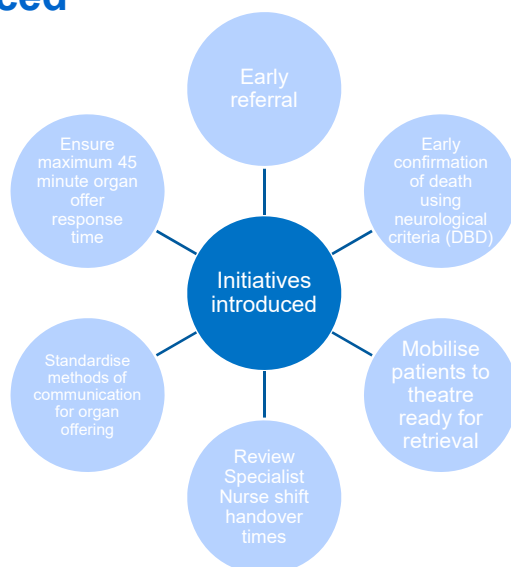 ced
Early
referral
Early
confirmation
of death
using
neurological
criteria (DBD)
Mobilise
patients to
theatre
ready for
retrieval
Review
Specialist
Nurse shift
handover
times
Standardise
methods of
communication
for organ
offering
Ensure
maximum 45
minute organ
offer
response
time
Initiatives
introduced